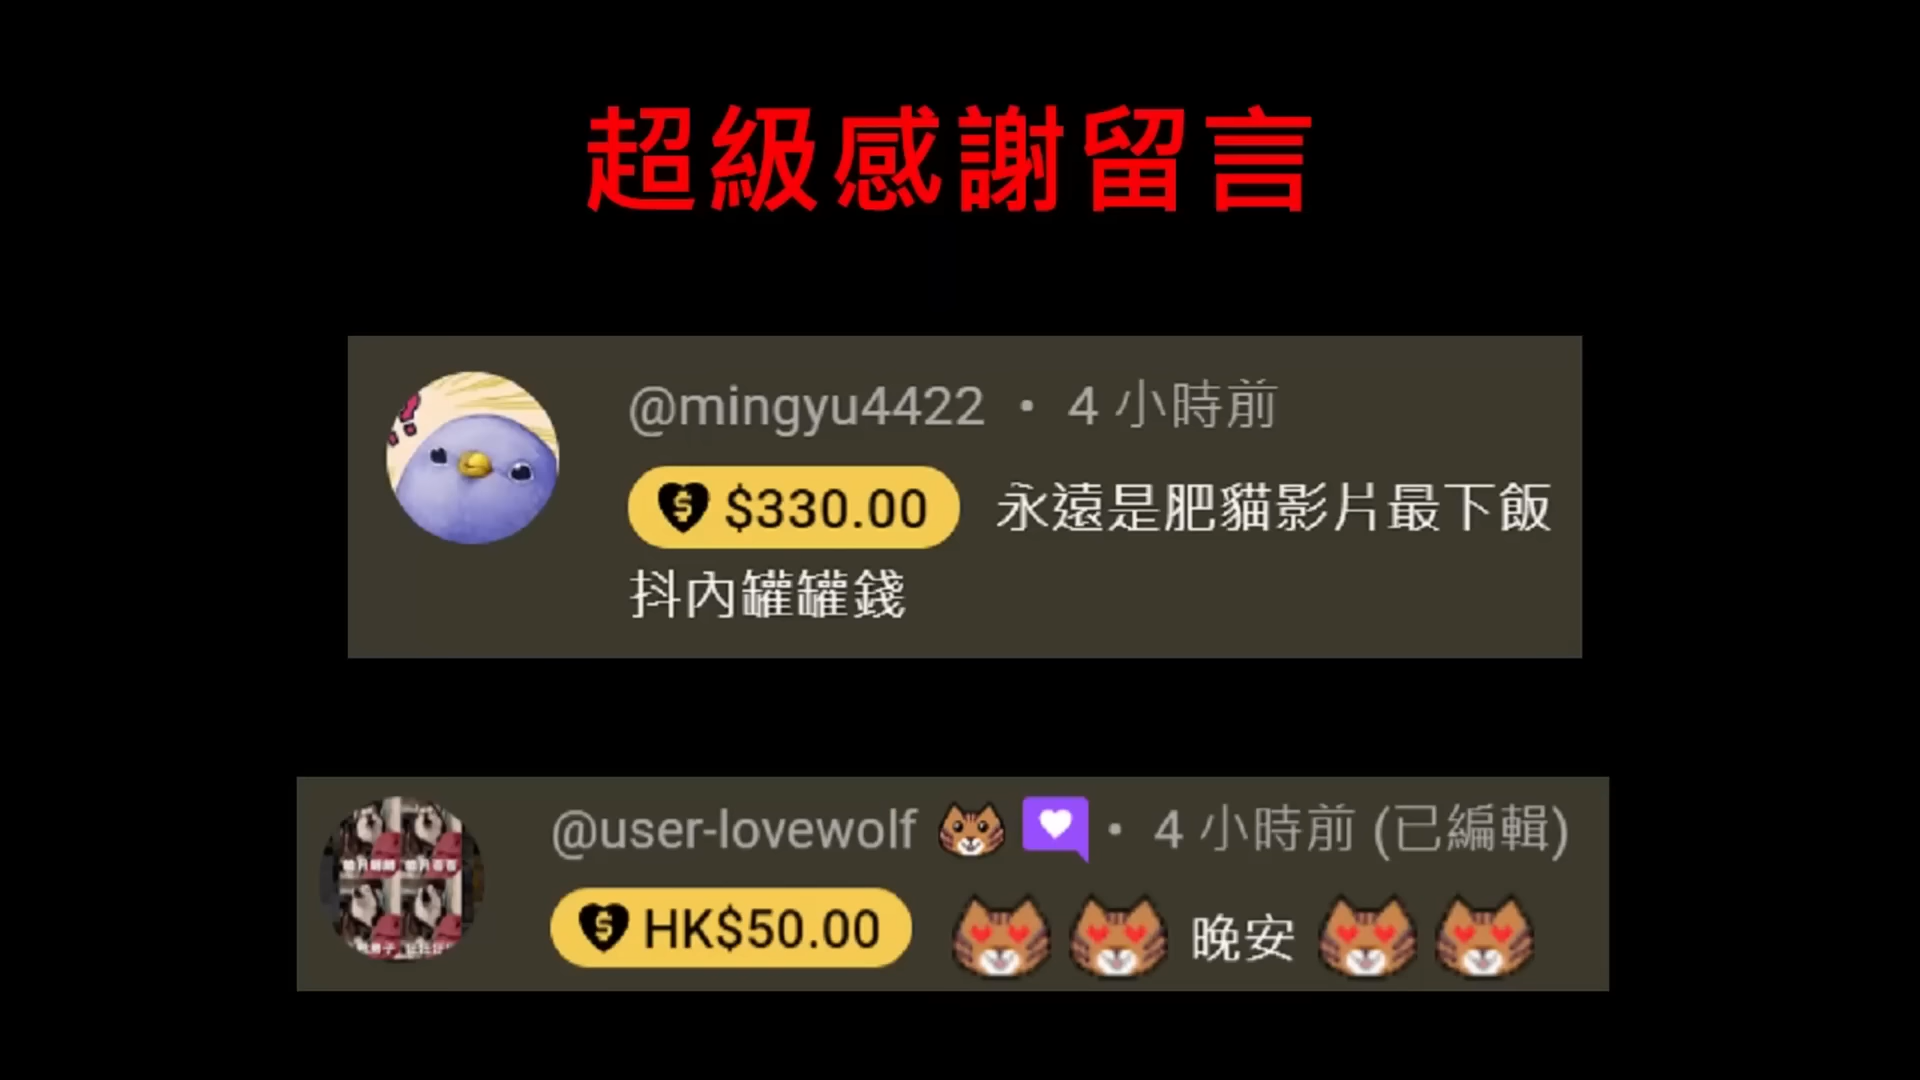 超級感謝留言
@mingyu4422 • 4 小時前
$330.00 永遠是肥貓影片最下飯
抖內罐罐錢
@user-lovewolf • 4 小時前 (已編輯)
HK$50.00 晚安